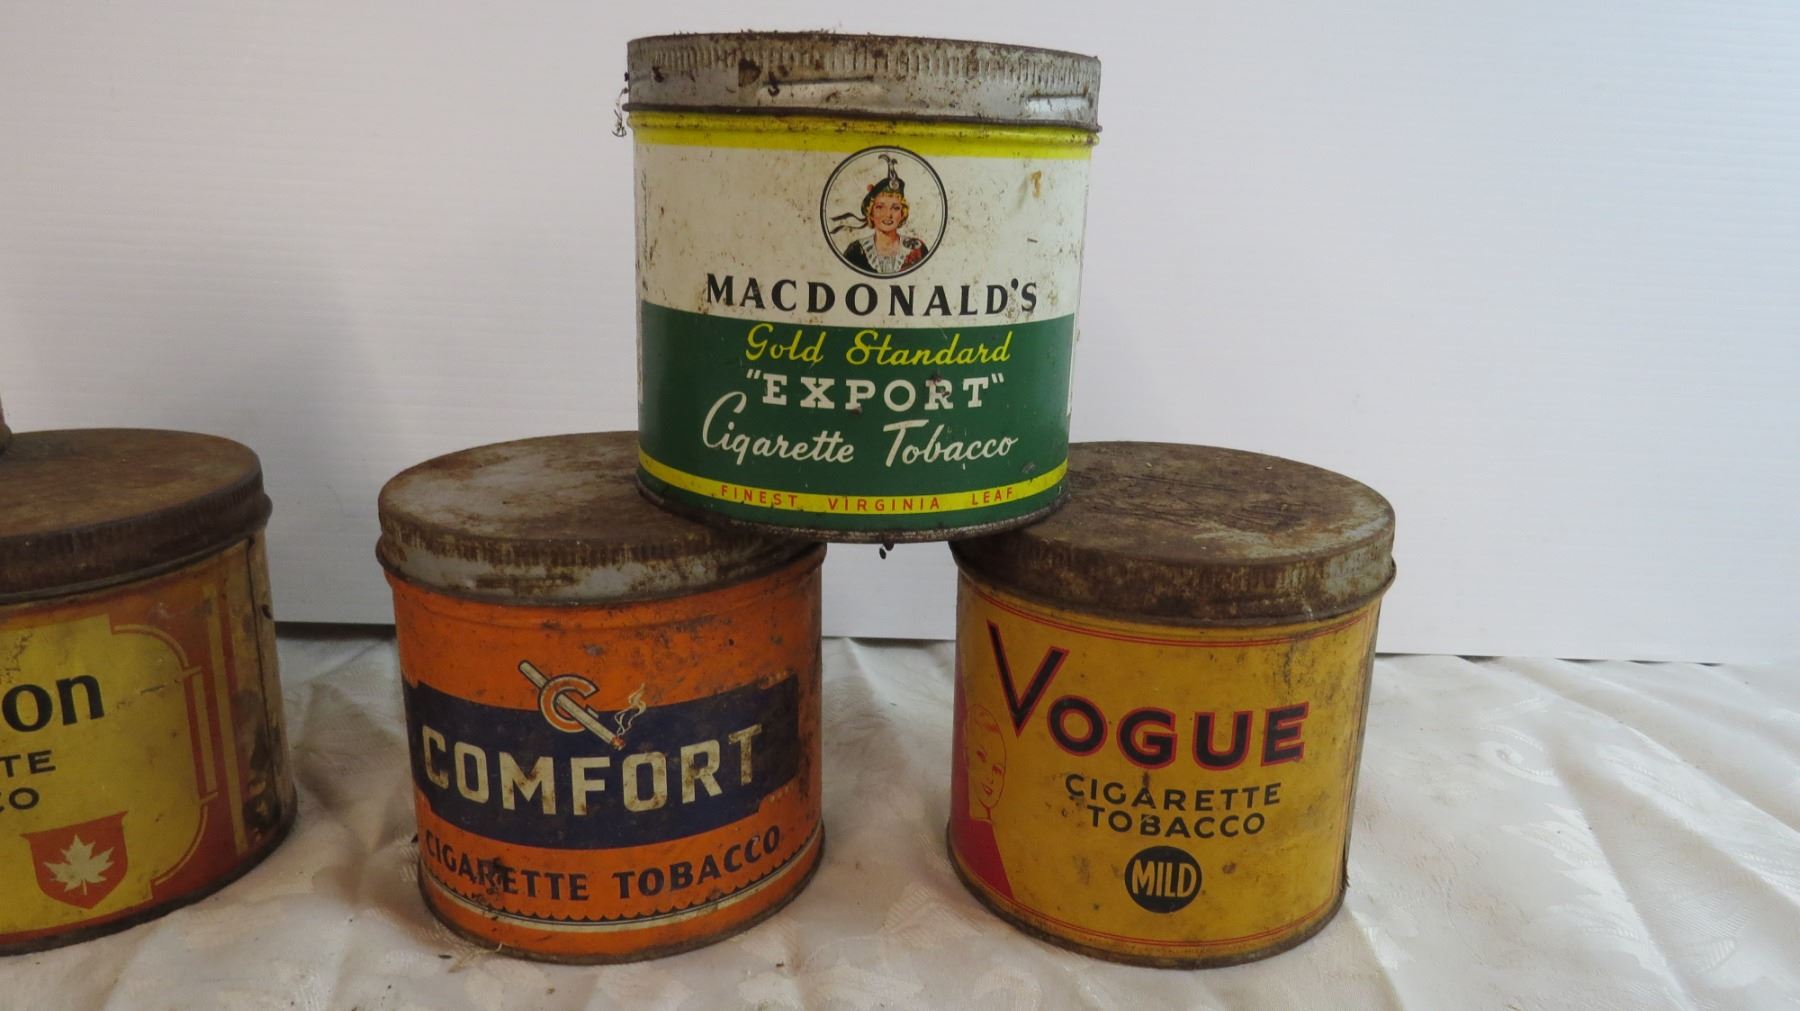 MACDONALD'S
Gold Standard
"EXPORT"
Cigarette Tobacco
FINEST VIRGINIA LEAF
COMFORT
CIGARETTE TOBACCO
VOGUE
CIGARETTE
TOBACCO
MILD
on
TE
CO